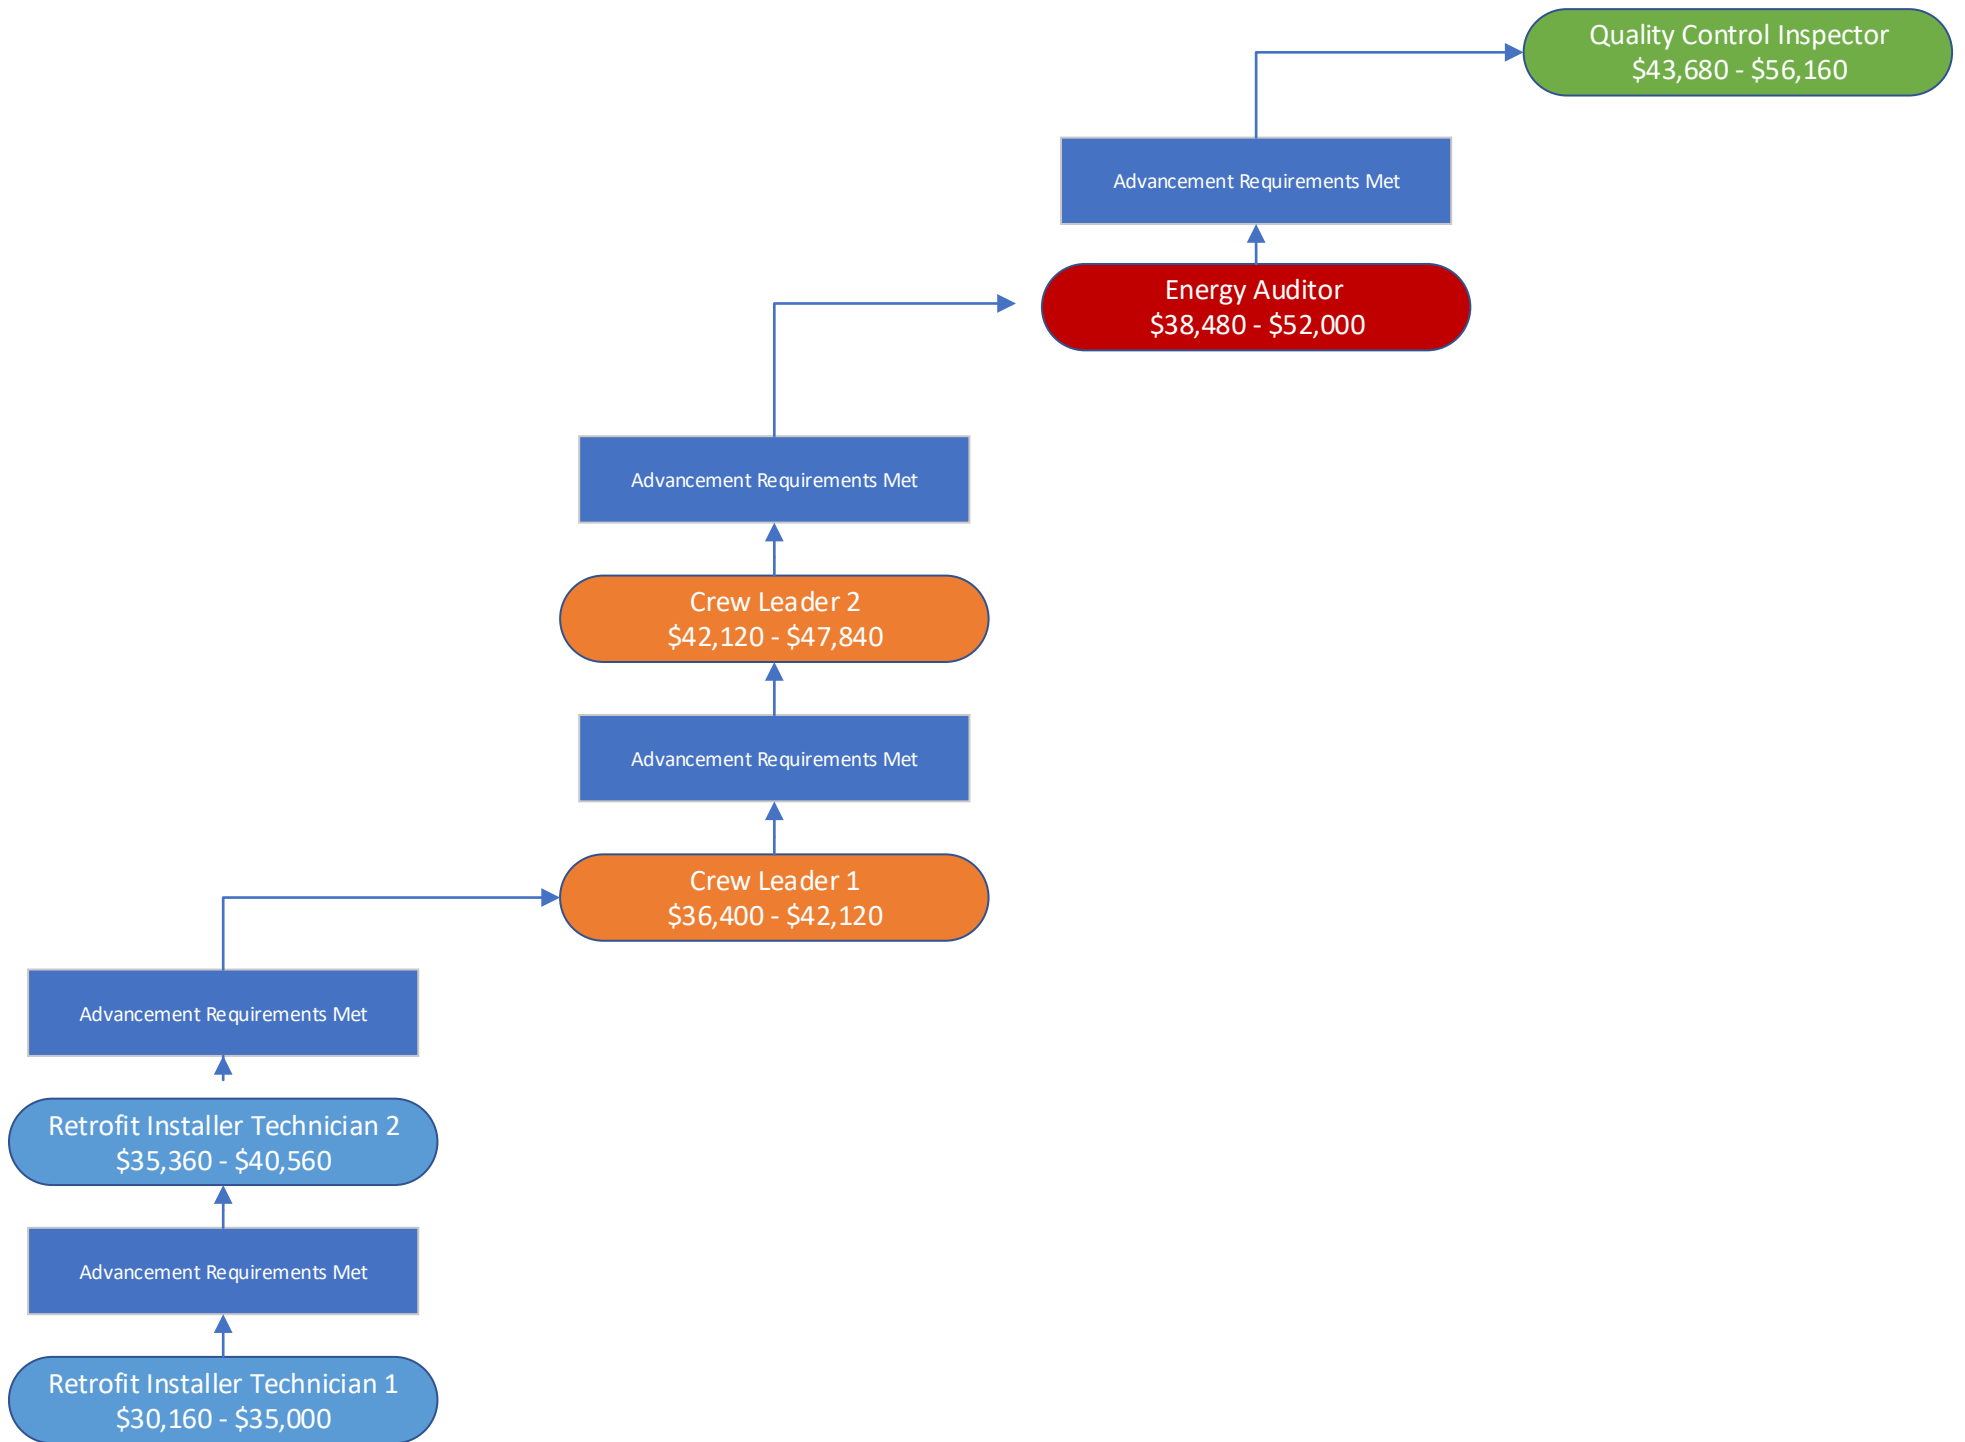 Quality Control Inspector
$43,680 - $56,160
Advancement Requirements Met
Energy Auditor
$38,480 - $52,000
Advancement Requirements Met
Crew Leader 2
$42,120 - $47,840
Advancement Requirements Met
Crew Leader 1
$36,400 - $42,120
Advancement Requirements Met
Retrofit Installer Technician 2
$35,360 - $40,560
Advancement Requirements Met
Retrofit Installer Technician 1
$30,160 - $35,000